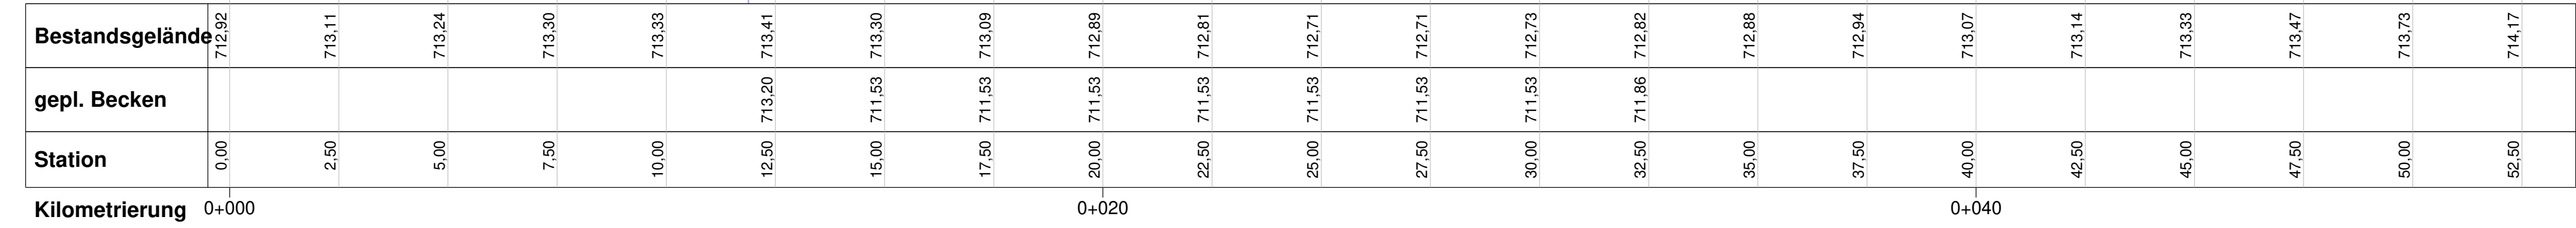 Bestandsgelände 712,92 713,11 713,24 713,30 713,33 713,41 713,30 713,09 712,89 712,81 712,71 712,71 712,73 712,82 712,88 712,94 713,07 713,14 713,33 713,47 713,73 714,17
gepl. Becken 713,20 711,53 711,53 711,53 711,53 711,53 711,53 711,53 711,86
Station 0,00 2,50 5,00 7,50 10,00 12,50 15,00 17,50 20,00 22,50 25,00 27,50 30,00 32,50 35,00 37,50 40,00 42,50 45,00 47,50 50,00 52,50
Kilometrierung 0+000 0+020 0+040